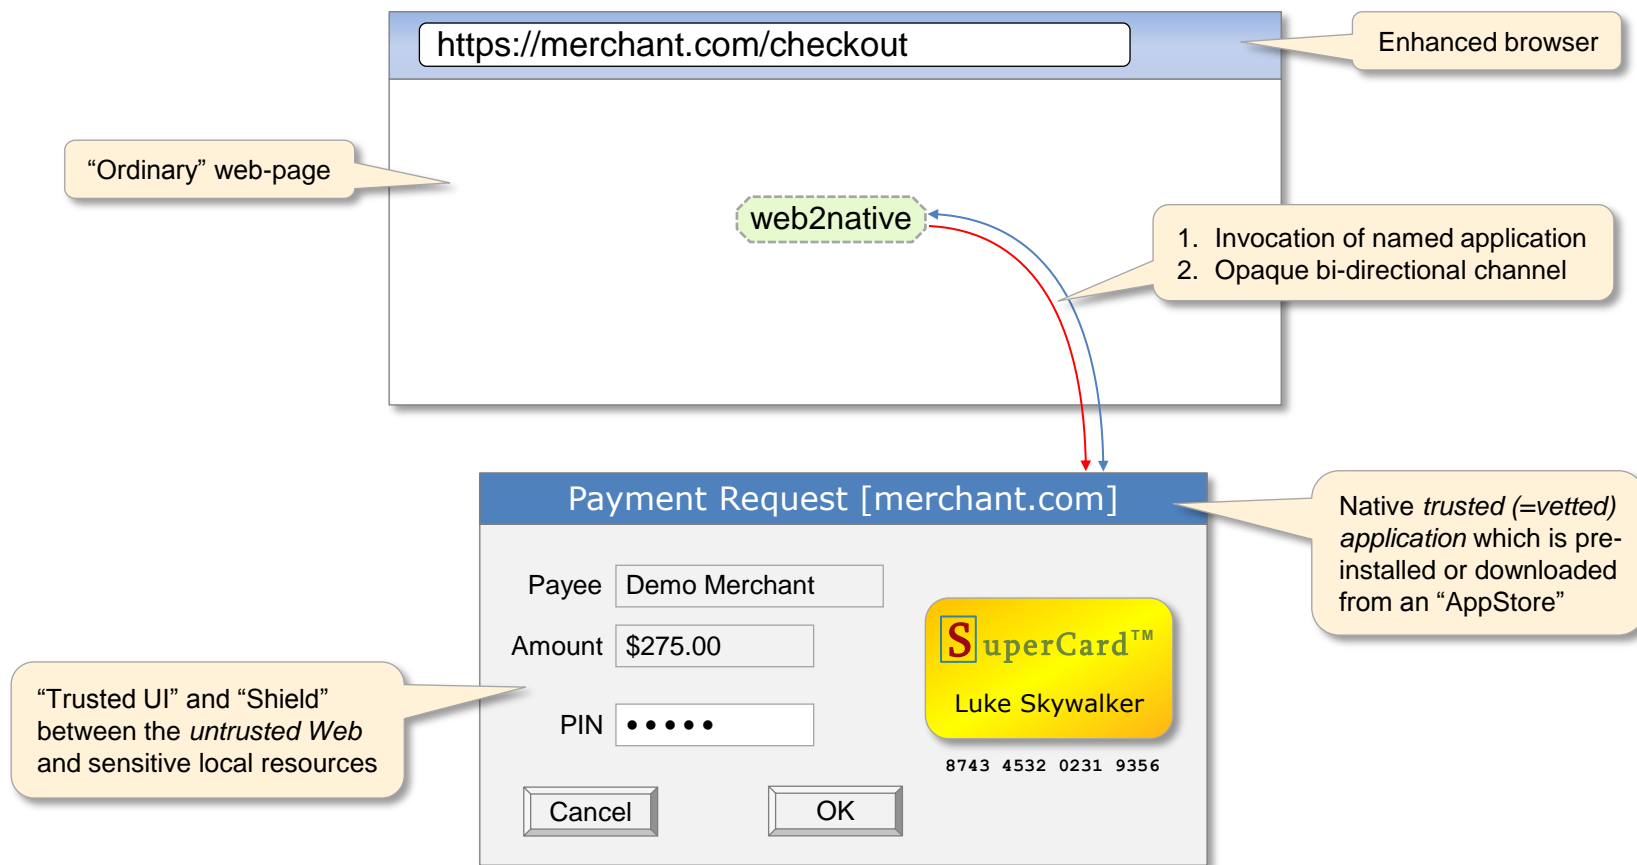 https://merchant.com/checkout
Enhanced browser
“Ordinary” web-page
web2native
1. Invocation of named application
2. Opaque bi-directional channel
Payment Request [merchant.com]
Native trusted (=vetted)
application which is pre-
installed or downloaded
from an “AppStore”
Payee Demo Merchant
Amount $275.00
PIN •••••
SuperCard™
Luke Skywalker
8743 4532 0231 9356
“Trusted UI” and “Shield”
between the untrusted Web
and sensitive local resources
Cancel OK